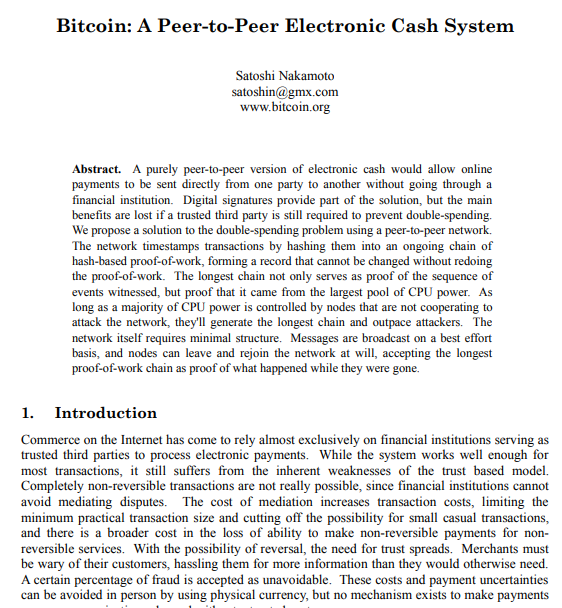 Bitcoin: A Peer-to-Peer Electronic Cash System
Satoshi Nakamoto
satoshin@gmx.com
www.bitcoin.org
Abstract. A purely peer-to-peer version of electronic cash would allow online
payments to be sent directly from one party to another without going through a
financial institution. Digital signatures provide part of the solution, but the main
benefits are lost if a trusted third party is still required to prevent double-spending.
We propose a solution to the double-spending problem using a peer-to-peer network.
The network timestamps transactions by hashing them into an ongoing chain of
hash-based proof-of-work, forming a record that cannot be changed without redoing
the proof-of-work. The longest chain not only serves as proof of the sequence of
events witnessed, but proof that it came from the largest pool of CPU power. As
long as a majority of CPU power is controlled by nodes that are not cooperating to
attack the network, they'll generate the longest chain and outpace attackers. The
network itself requires minimal structure. Messages are broadcast on a best effort
basis, and nodes can leave and rejoin the network at will, accepting the longest
proof-of-work chain as proof of what happened while they were gone.
1. Introduction
Commerce on the Internet has come to rely almost exclusively on financial institutions serving as
trusted third parties to process electronic payments. While the system works well enough for
most transactions, it still suffers from the inherent weaknesses of the trust based model.
Completely non-reversible transactions are not really possible, since financial institutions cannot
avoid mediating disputes. The cost of mediation increases transaction costs, limiting the
minimum practical transaction size and cutting off the possibility for small casual transactions,
and there is a broader cost in the loss of ability to make non-reversible payments for non-
reversible services. With the possibility of reversal, the need for trust spreads. Merchants must
be wary of their customers, hassling them for more information than they would otherwise need.
A certain percentage of fraud is accepted as unavoidable. These costs and payment uncertainties
can be avoided in person by using physical currency, but no mechanism exists to make payments